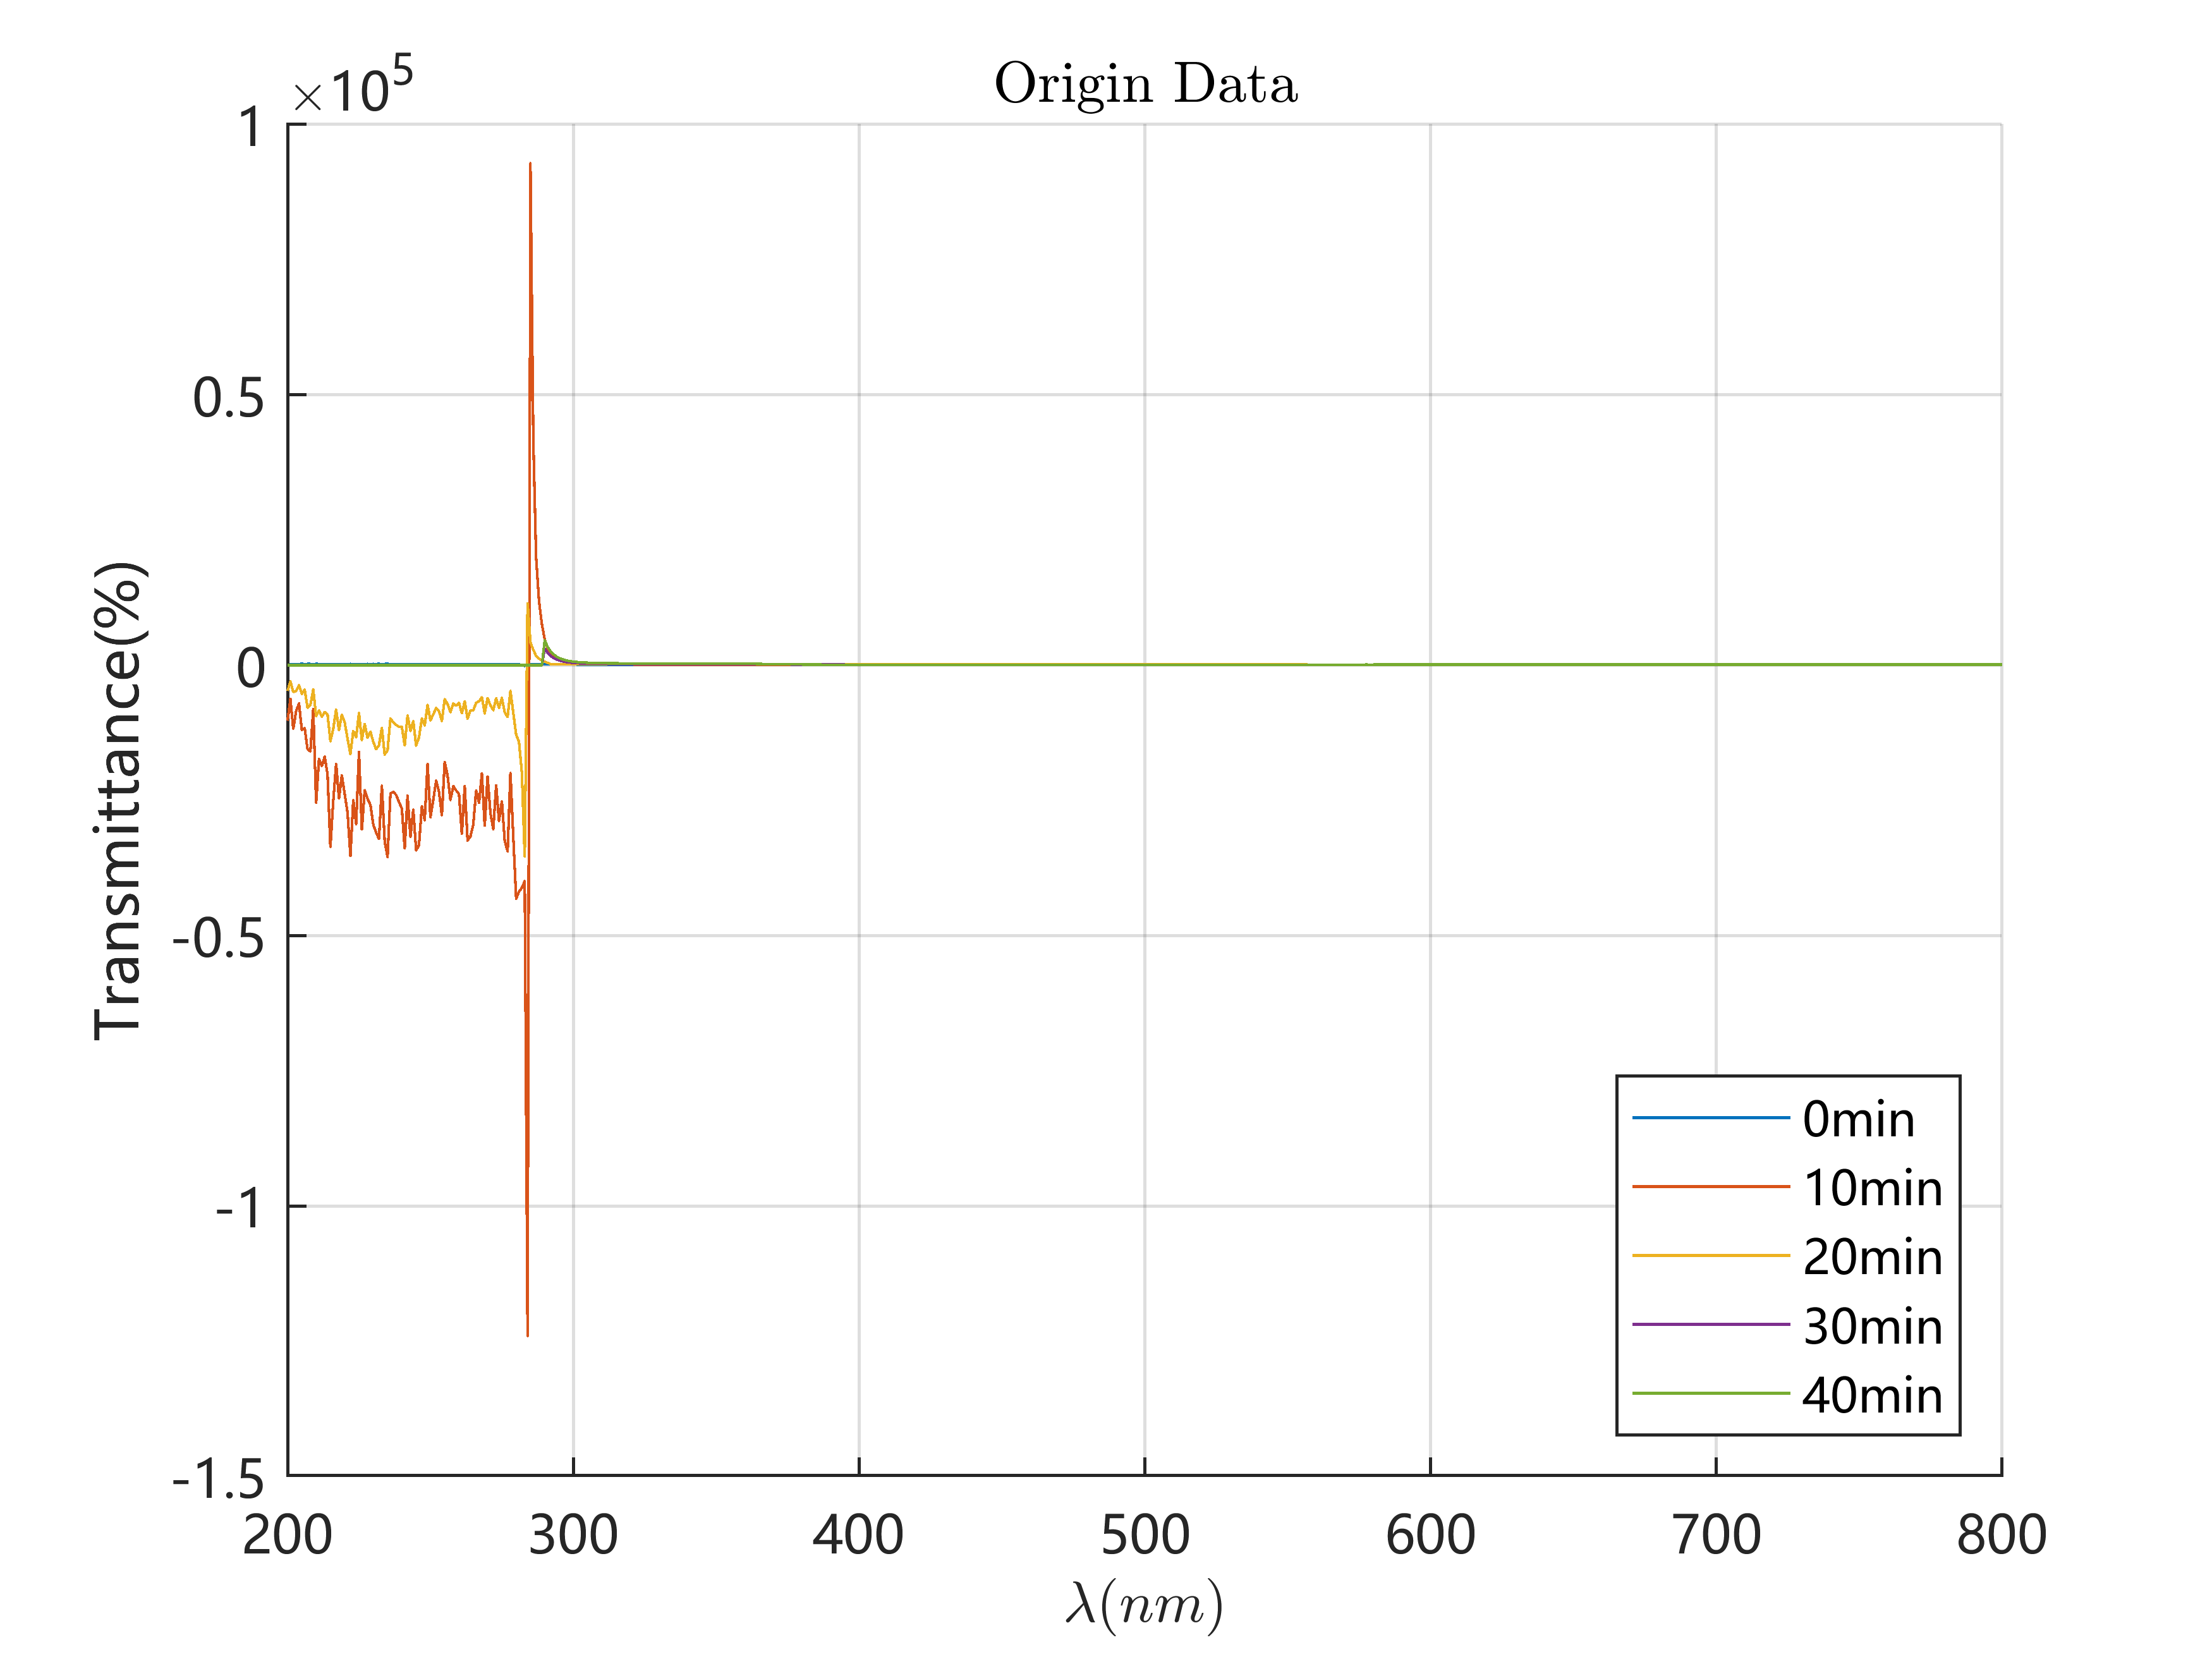 Origin Data
×10^5
1
0.5
0
-0.5
-1
-1.5
Transmittance(%)
200 300 400 500 600 700 800
λ(nm)
0min
10min
20min
30min
40min